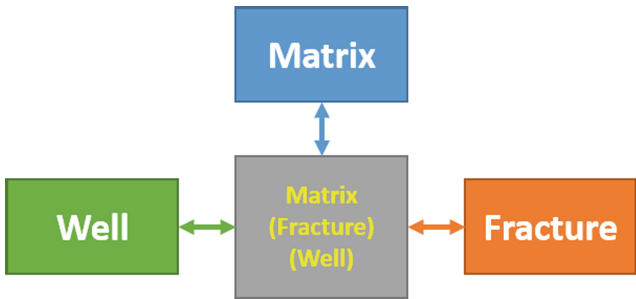 Matrix
Well
Matrix
(Fracture)
(Well)
Fracture